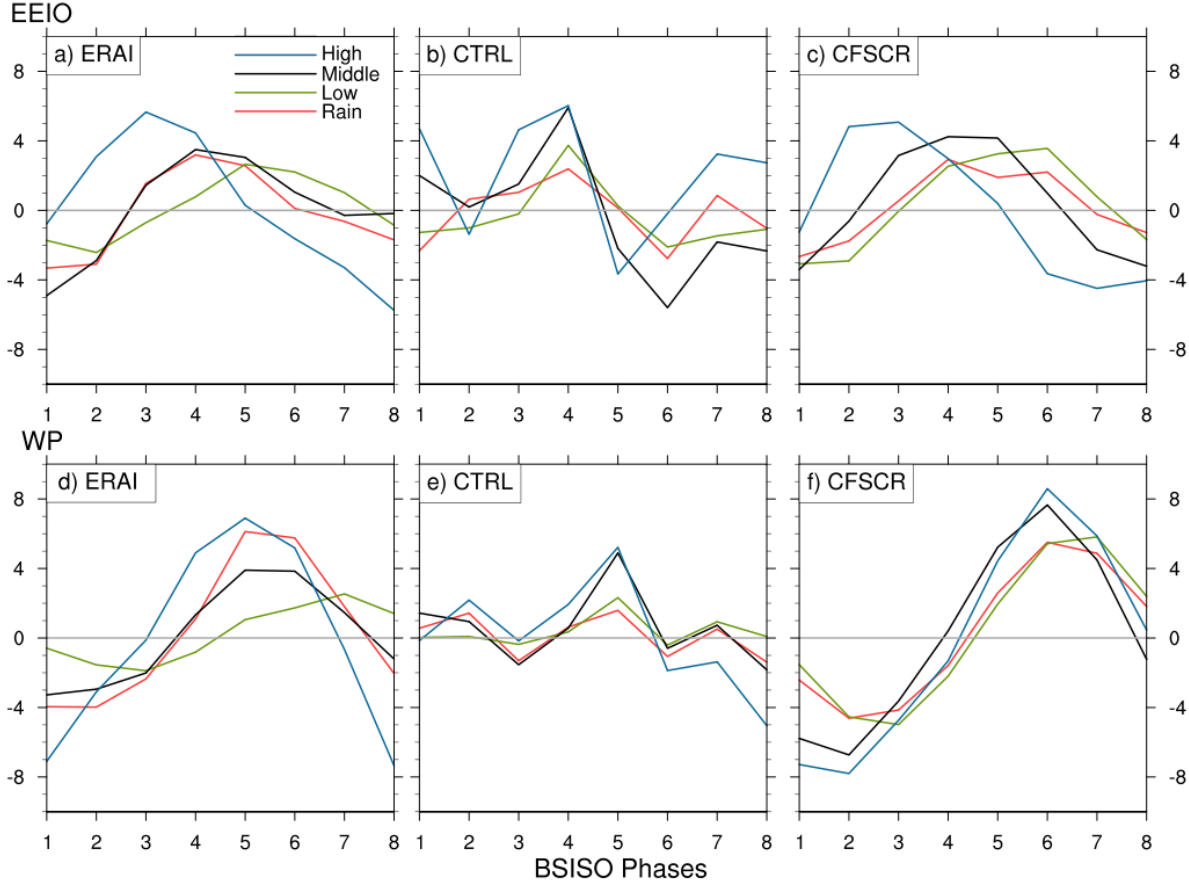 EEIO
a) ERAI
High
Middle
Low
Rain
b) CTRL
c) CFSCR
8 8
4 4
0 0
-4 -4
-8 -8
1 2 3 4 5 6 7 8 1 2 3 4 5 6 7 8 1 2 3 4 5 6 7 8
WP
d) ERAI
e) CTRL
f) CFSCR
8 8
4 4
0 0
-4 -4
-8 -8
1 2 3 4 5 6 7 8 1 2 3 4 5 6 7 8 1 2 3 4 5 6 7 8
BSISO Phases